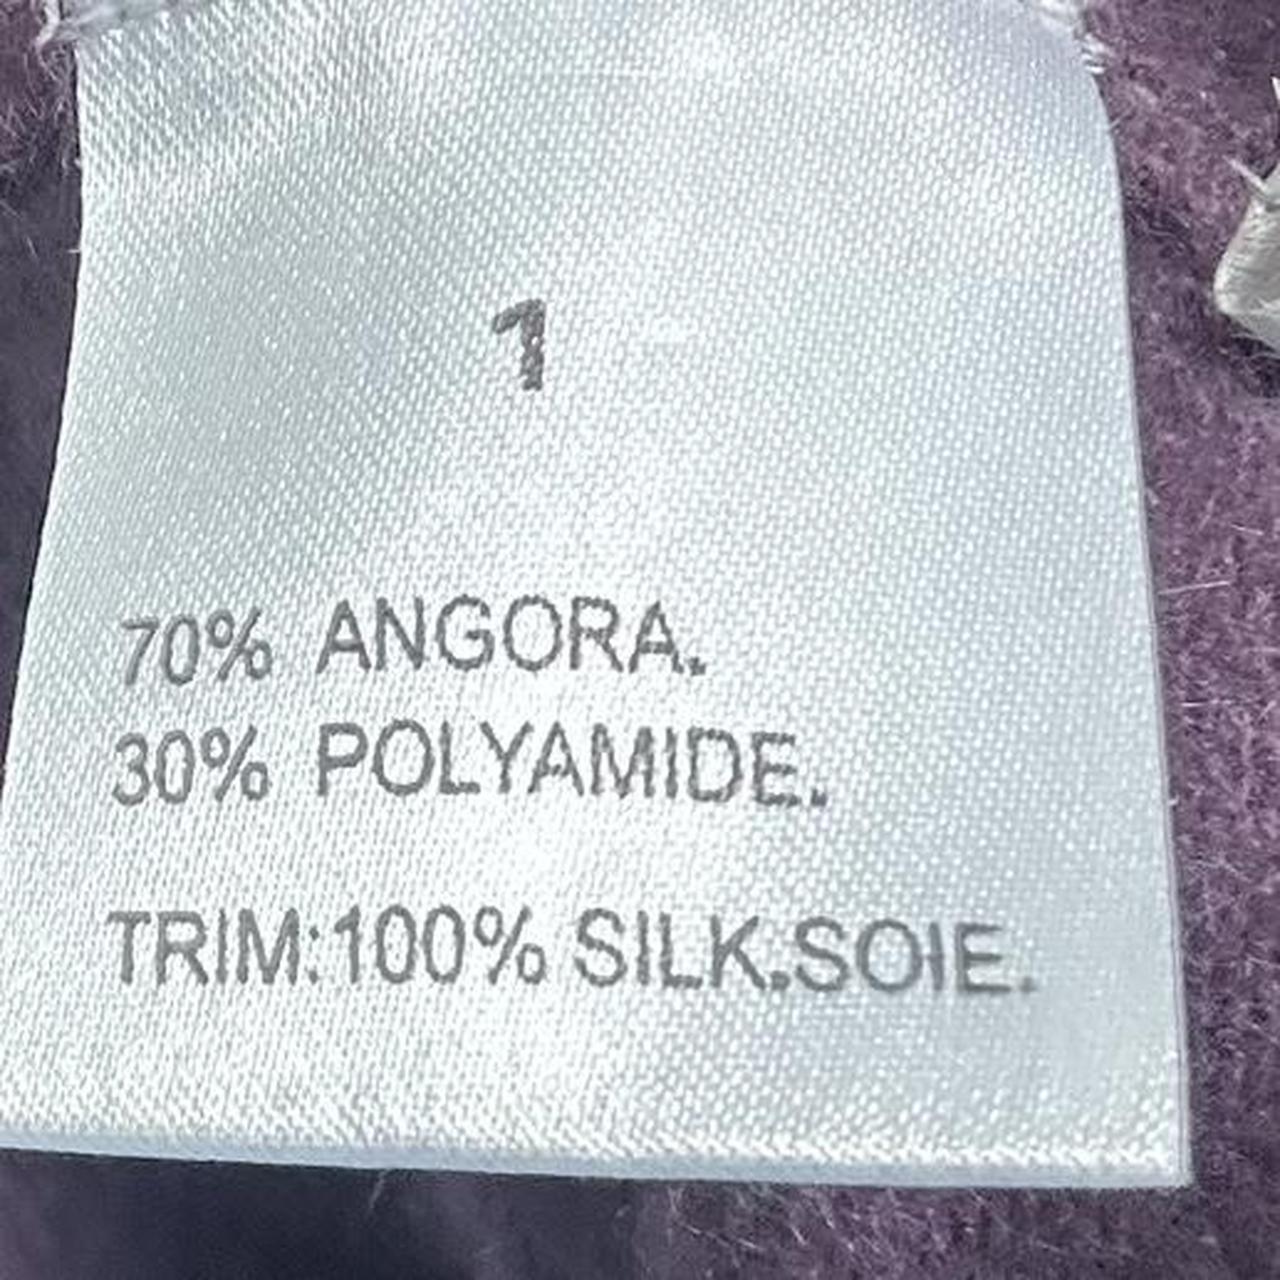 1
70% ANGORA.
30% POLYAMIDE.
TRIM:100% SILK.SOIE.